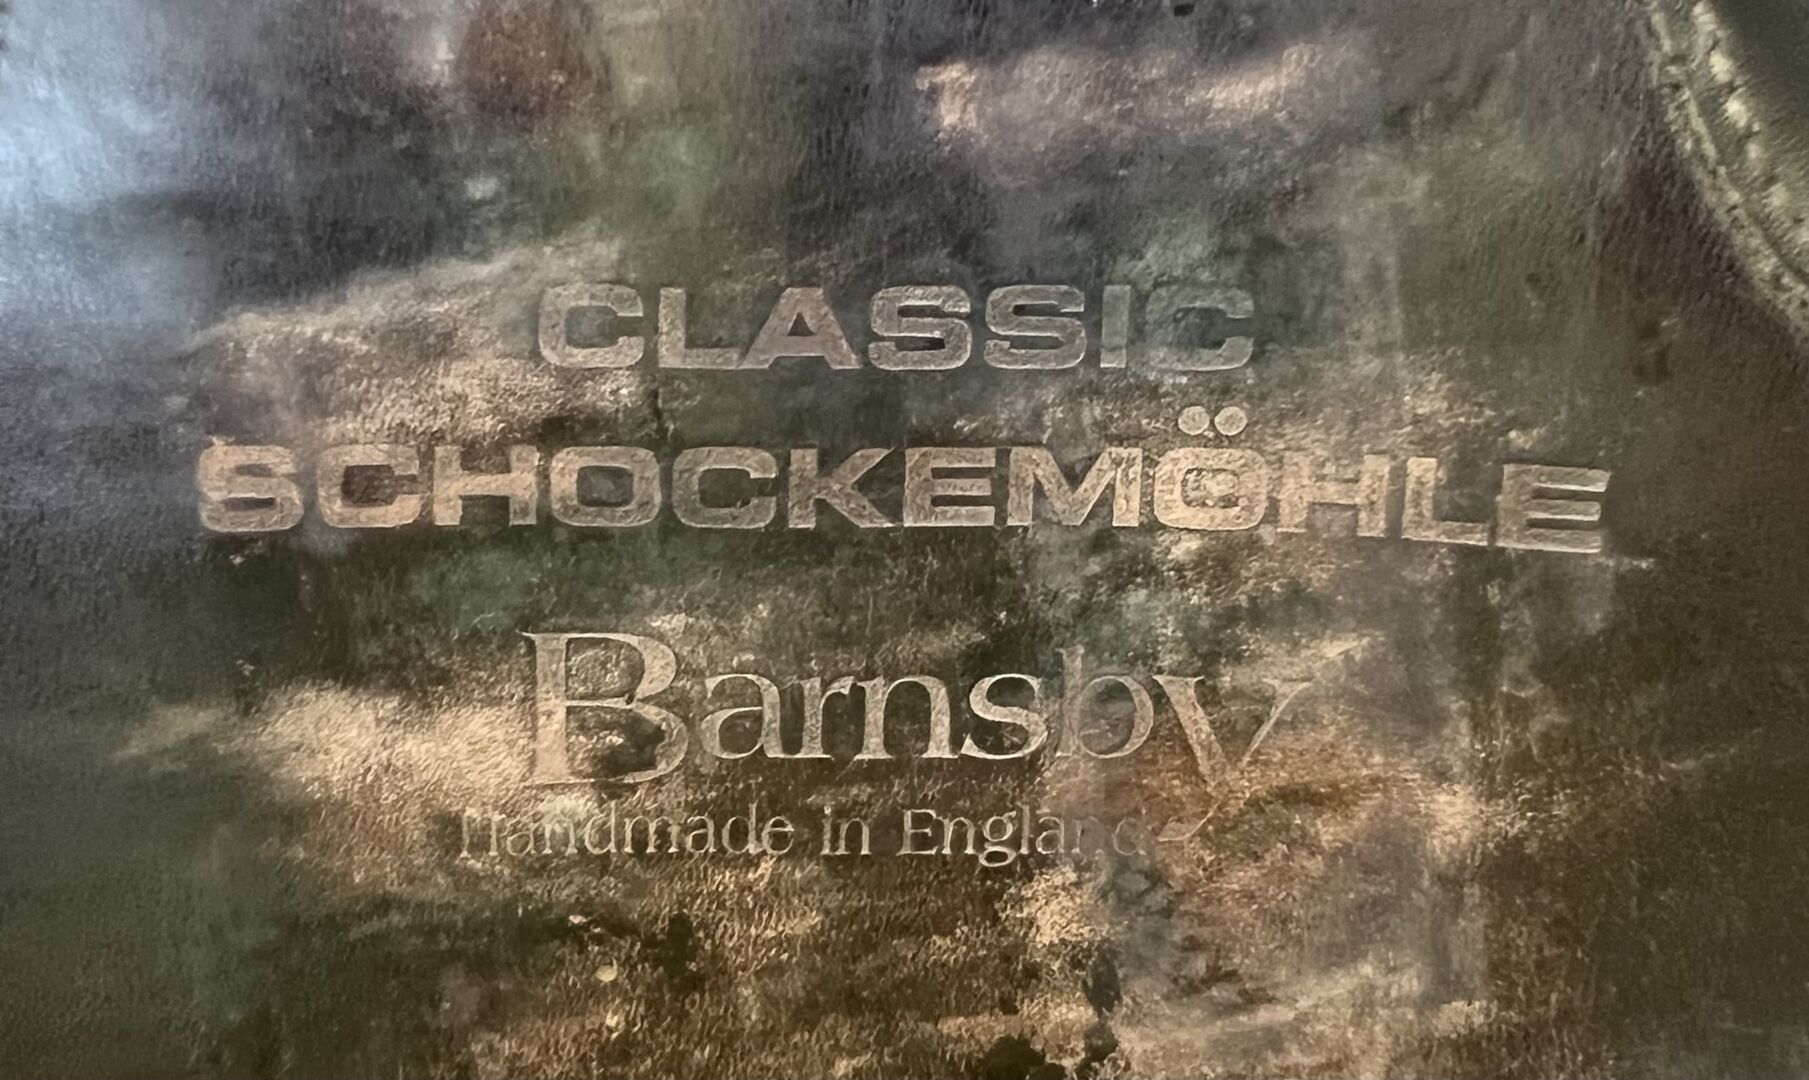 CLASSIC
SCHOCKEMÖHLE
Barnsby
Handmade in England